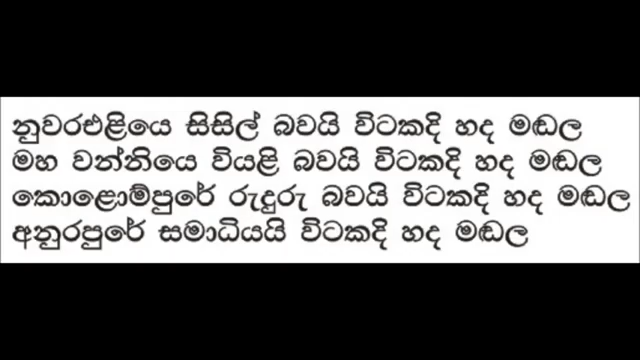 නුවරඑළියෙ සිසිල් බවයි විටකදි හද මඬල
මහ වන්නියෙ වියළි බවයි විටකදි හද මඬල
කොළොම්පුරේ රුදුරු බවයි විටකදි හද මඬල
අනුරපුරේ සමාධියයි විටකදි හද මඬල